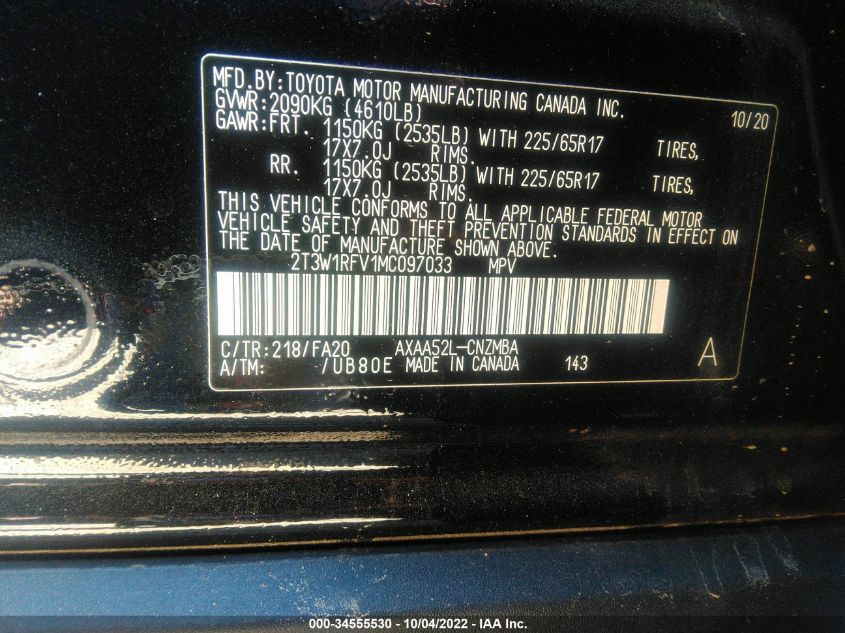 MFD.BY:TOYOTA MOTOR MANUFACTURING CANADA INC.
GVWR:2090KG (4610LB) 10/20
GAWR:FRT. 1150KG (2535LB) WITH 225/65R17 TIRES,
17X7.0J RIMS.
RR. 1150KG (2535LB) WITH 225/65R17 TIRES,
17X7.0J RIMS.
THIS VEHICLE CONFORMS TO ALL APPLICABLE FEDERAL MOTOR
VEHICLE SAFETY AND THEFT PREVENTION STANDARDS IN EFFECT ON
THE DATE OF MANUFACTURE SHOWN ABOVE.
2T3W1RFV1MC097033 MPV
C/TR:218/FA20 AXAA52L-CNZMBA A
A/TM: /UB80E MADE IN CANADA 143
000-34555530 - 10/04/2022 - IAA Inc.